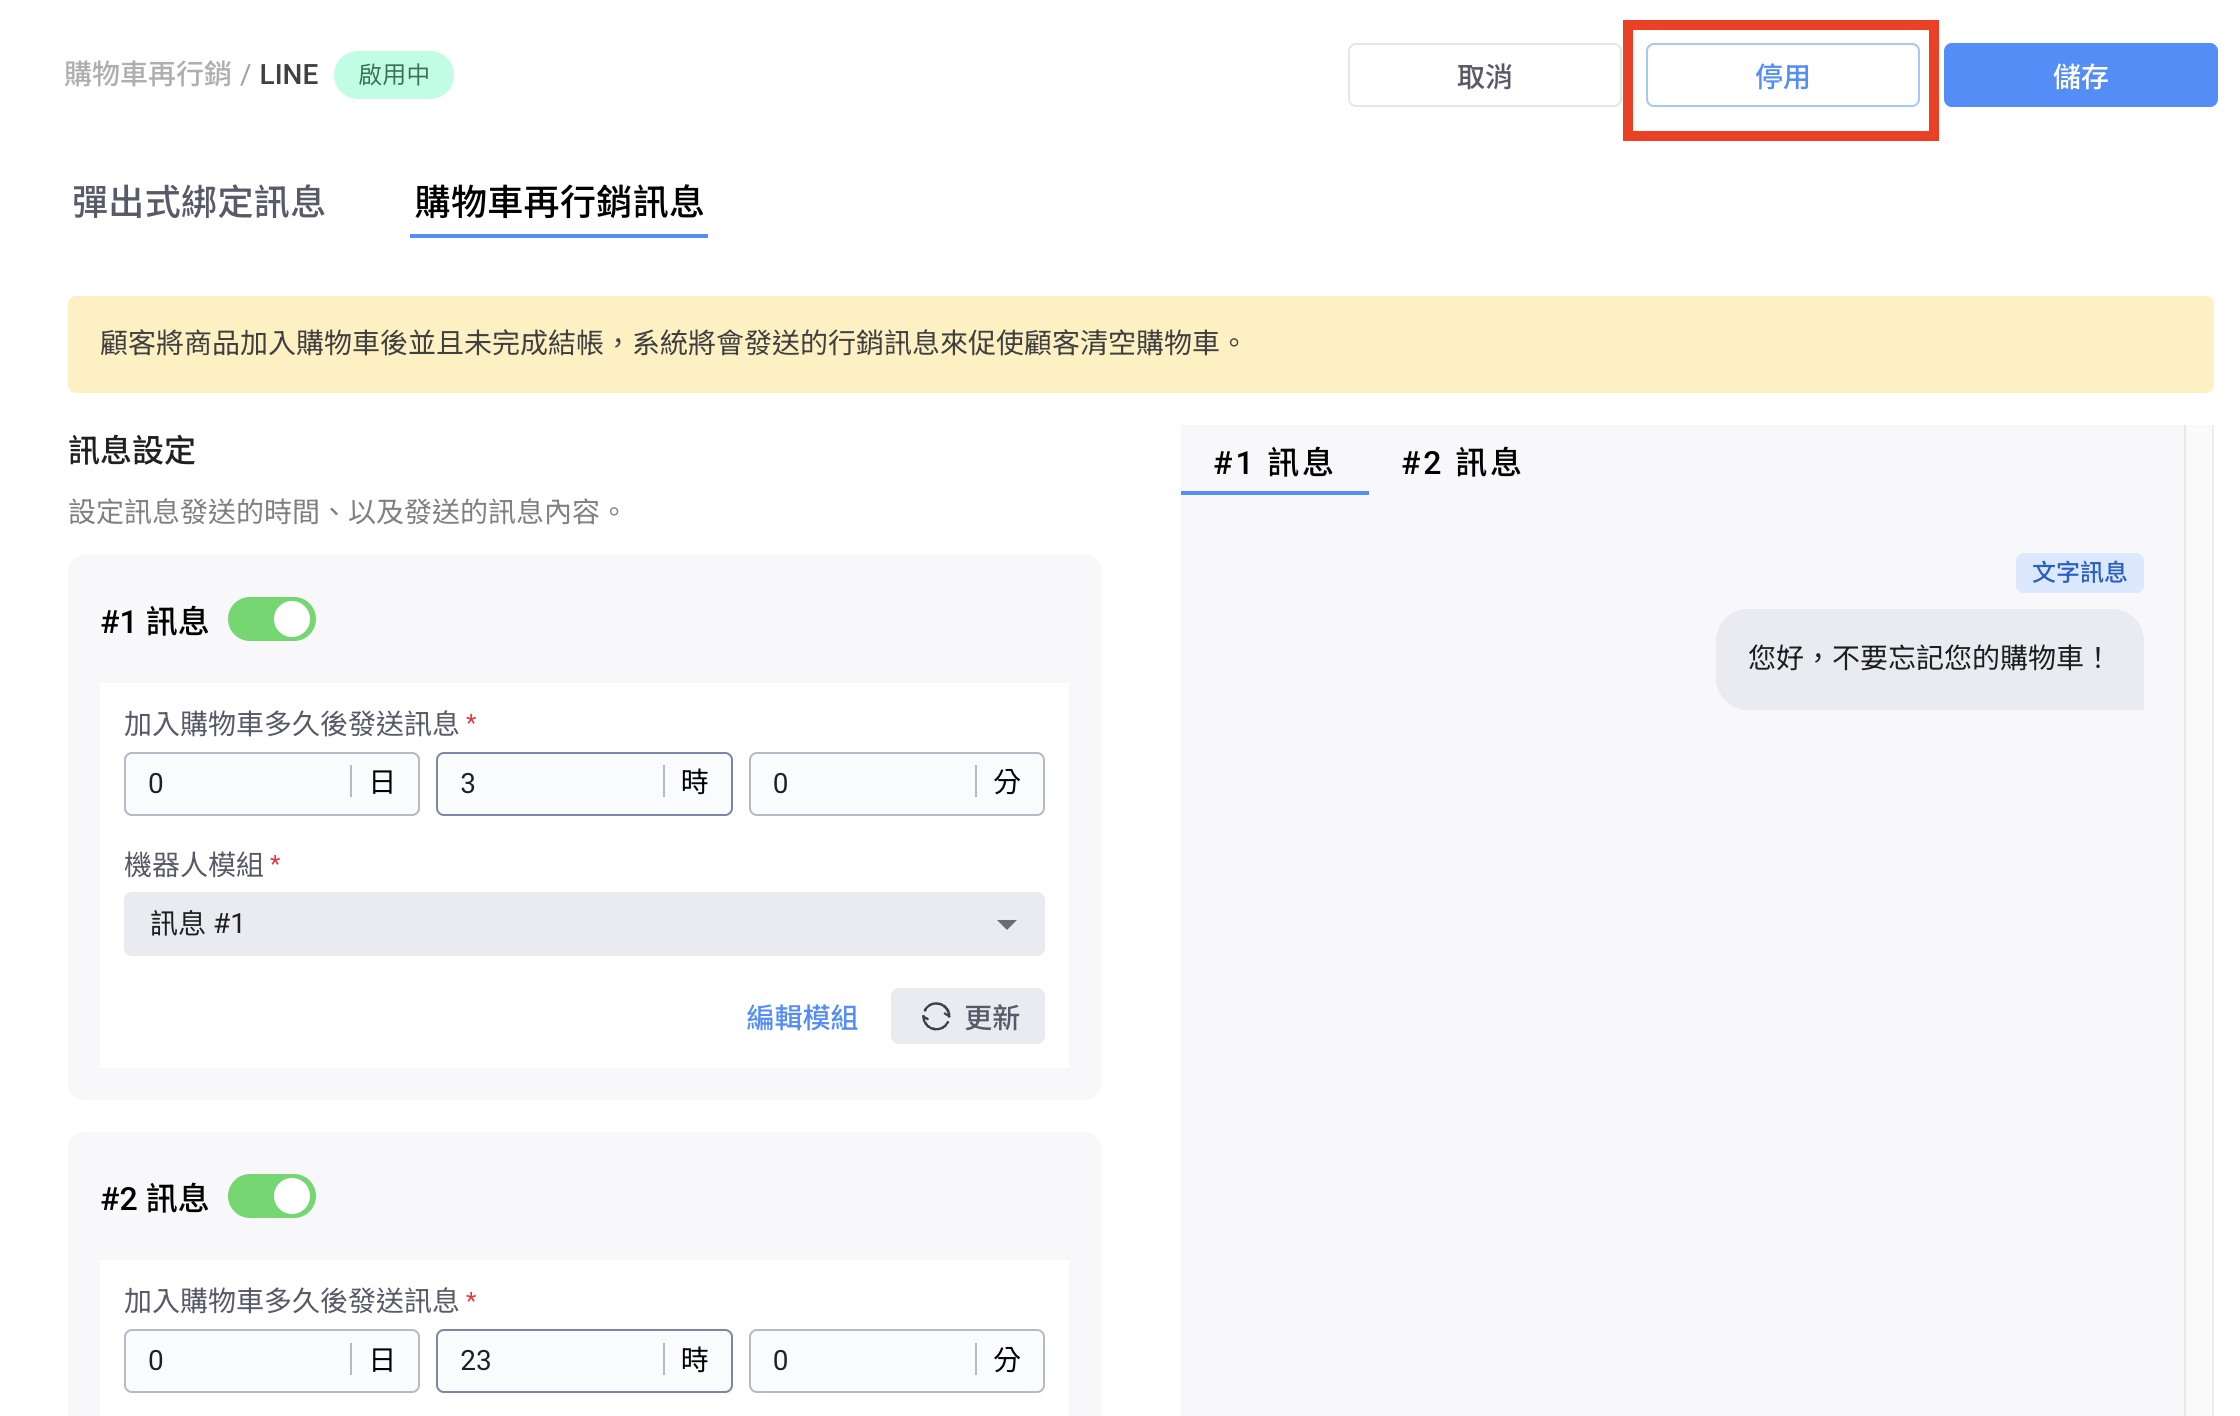 購物車再行銷 / LINE 啟用中
取消 停用 儲存
彈出式綁定訊息 購物車再行銷訊息
顧客將商品加入購物車後並且未完成結帳，系統將會發送的行銷訊息來促使顧客清空購物車。
訊息設定
設定訊息發送的時間、以及發送的訊息內容。
#1 訊息
加入購物車多久後發送訊息 *
0 日 3 時 0 分
機器人模組 *
訊息 #1
編輯模組 更新
#2 訊息
加入購物車多久後發送訊息 *
0 日 23 時 0 分
#1 訊息 #2 訊息
文字訊息
您好，不要忘記您的購物車！